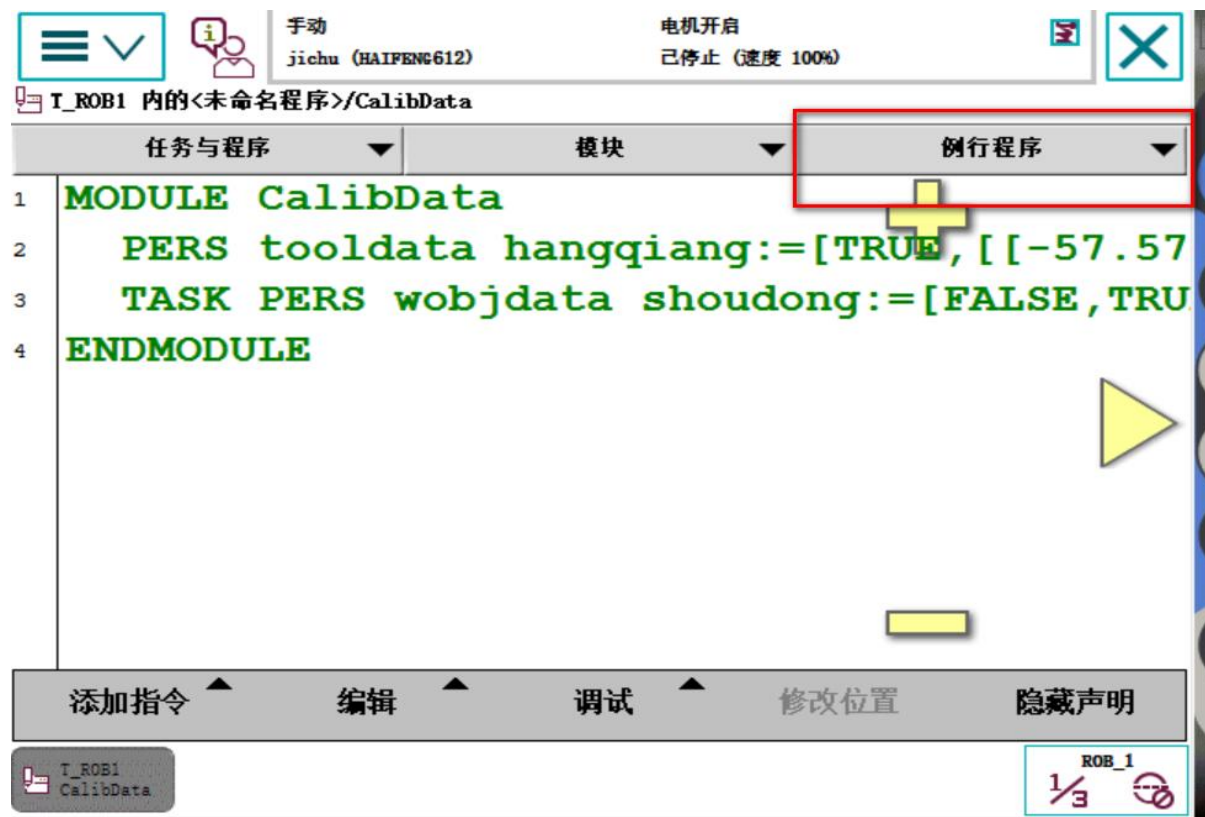 手动
电机开启
jichu (HAIFENG612)
己停止 (速度 100%)
T_ROB1 内的<未命名程序>/CalibData
任务与程序
模块
例行程序
1 MODULE CalibData
2 PERS tooldata hangqiang:=[TRUE,[[-57.57
3 TASK PERS wobjdata shoudong:=[FALSE,TRU
4 ENDMODULE
添加指令
编辑
调试
修改位置
隐藏声明
T_ROB1
CalibData
ROB_1
1/3